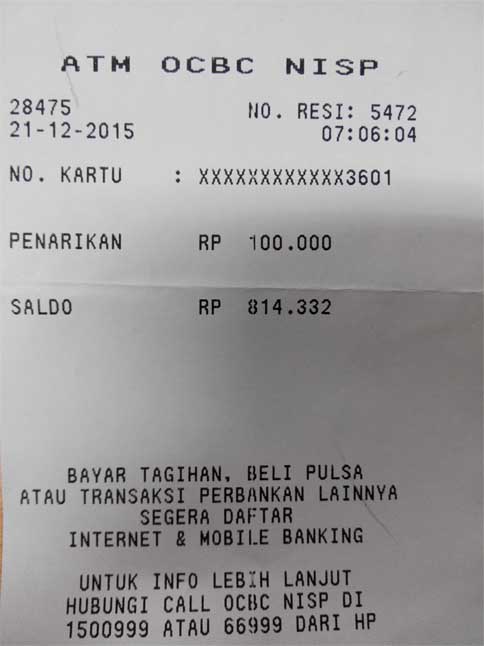 ATM OCBC NISP
28475 NO. RESI: 5472
21-12-2015 07:06:04
NO. KARTU : XXXXXXXXXXXX3601
PENARIKAN RP 100.000
SALDO RP 814.332
BAYAR TAGIHAN, BELI PULSA
ATAU TRANSAKSI PERBANKAN LAINNYA
SEGERA DAFTAR
INTERNET & MOBILE BANKING
UNTUK INFO LEBIH LANJUT
HUBUNGI CALL OCBC NISP DI
1500999 ATAU 66999 DARI HP